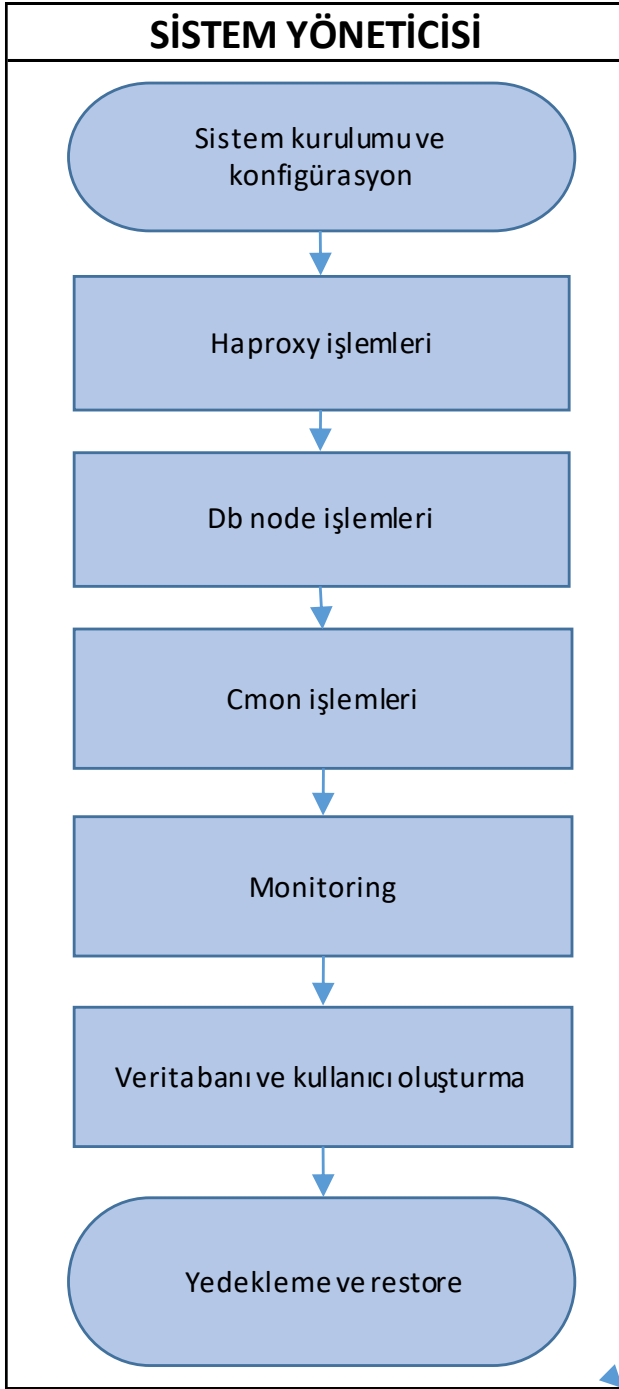 SİSTEM YÖNETİCİSİ
Sistem kurulumu ve
konfigürasyon
Haproxy işlemleri
Db node işlemleri
Cmon işlemleri
Monitoring
Veritabanı ve kullanıcı oluşturma
Yedekleme ve restore